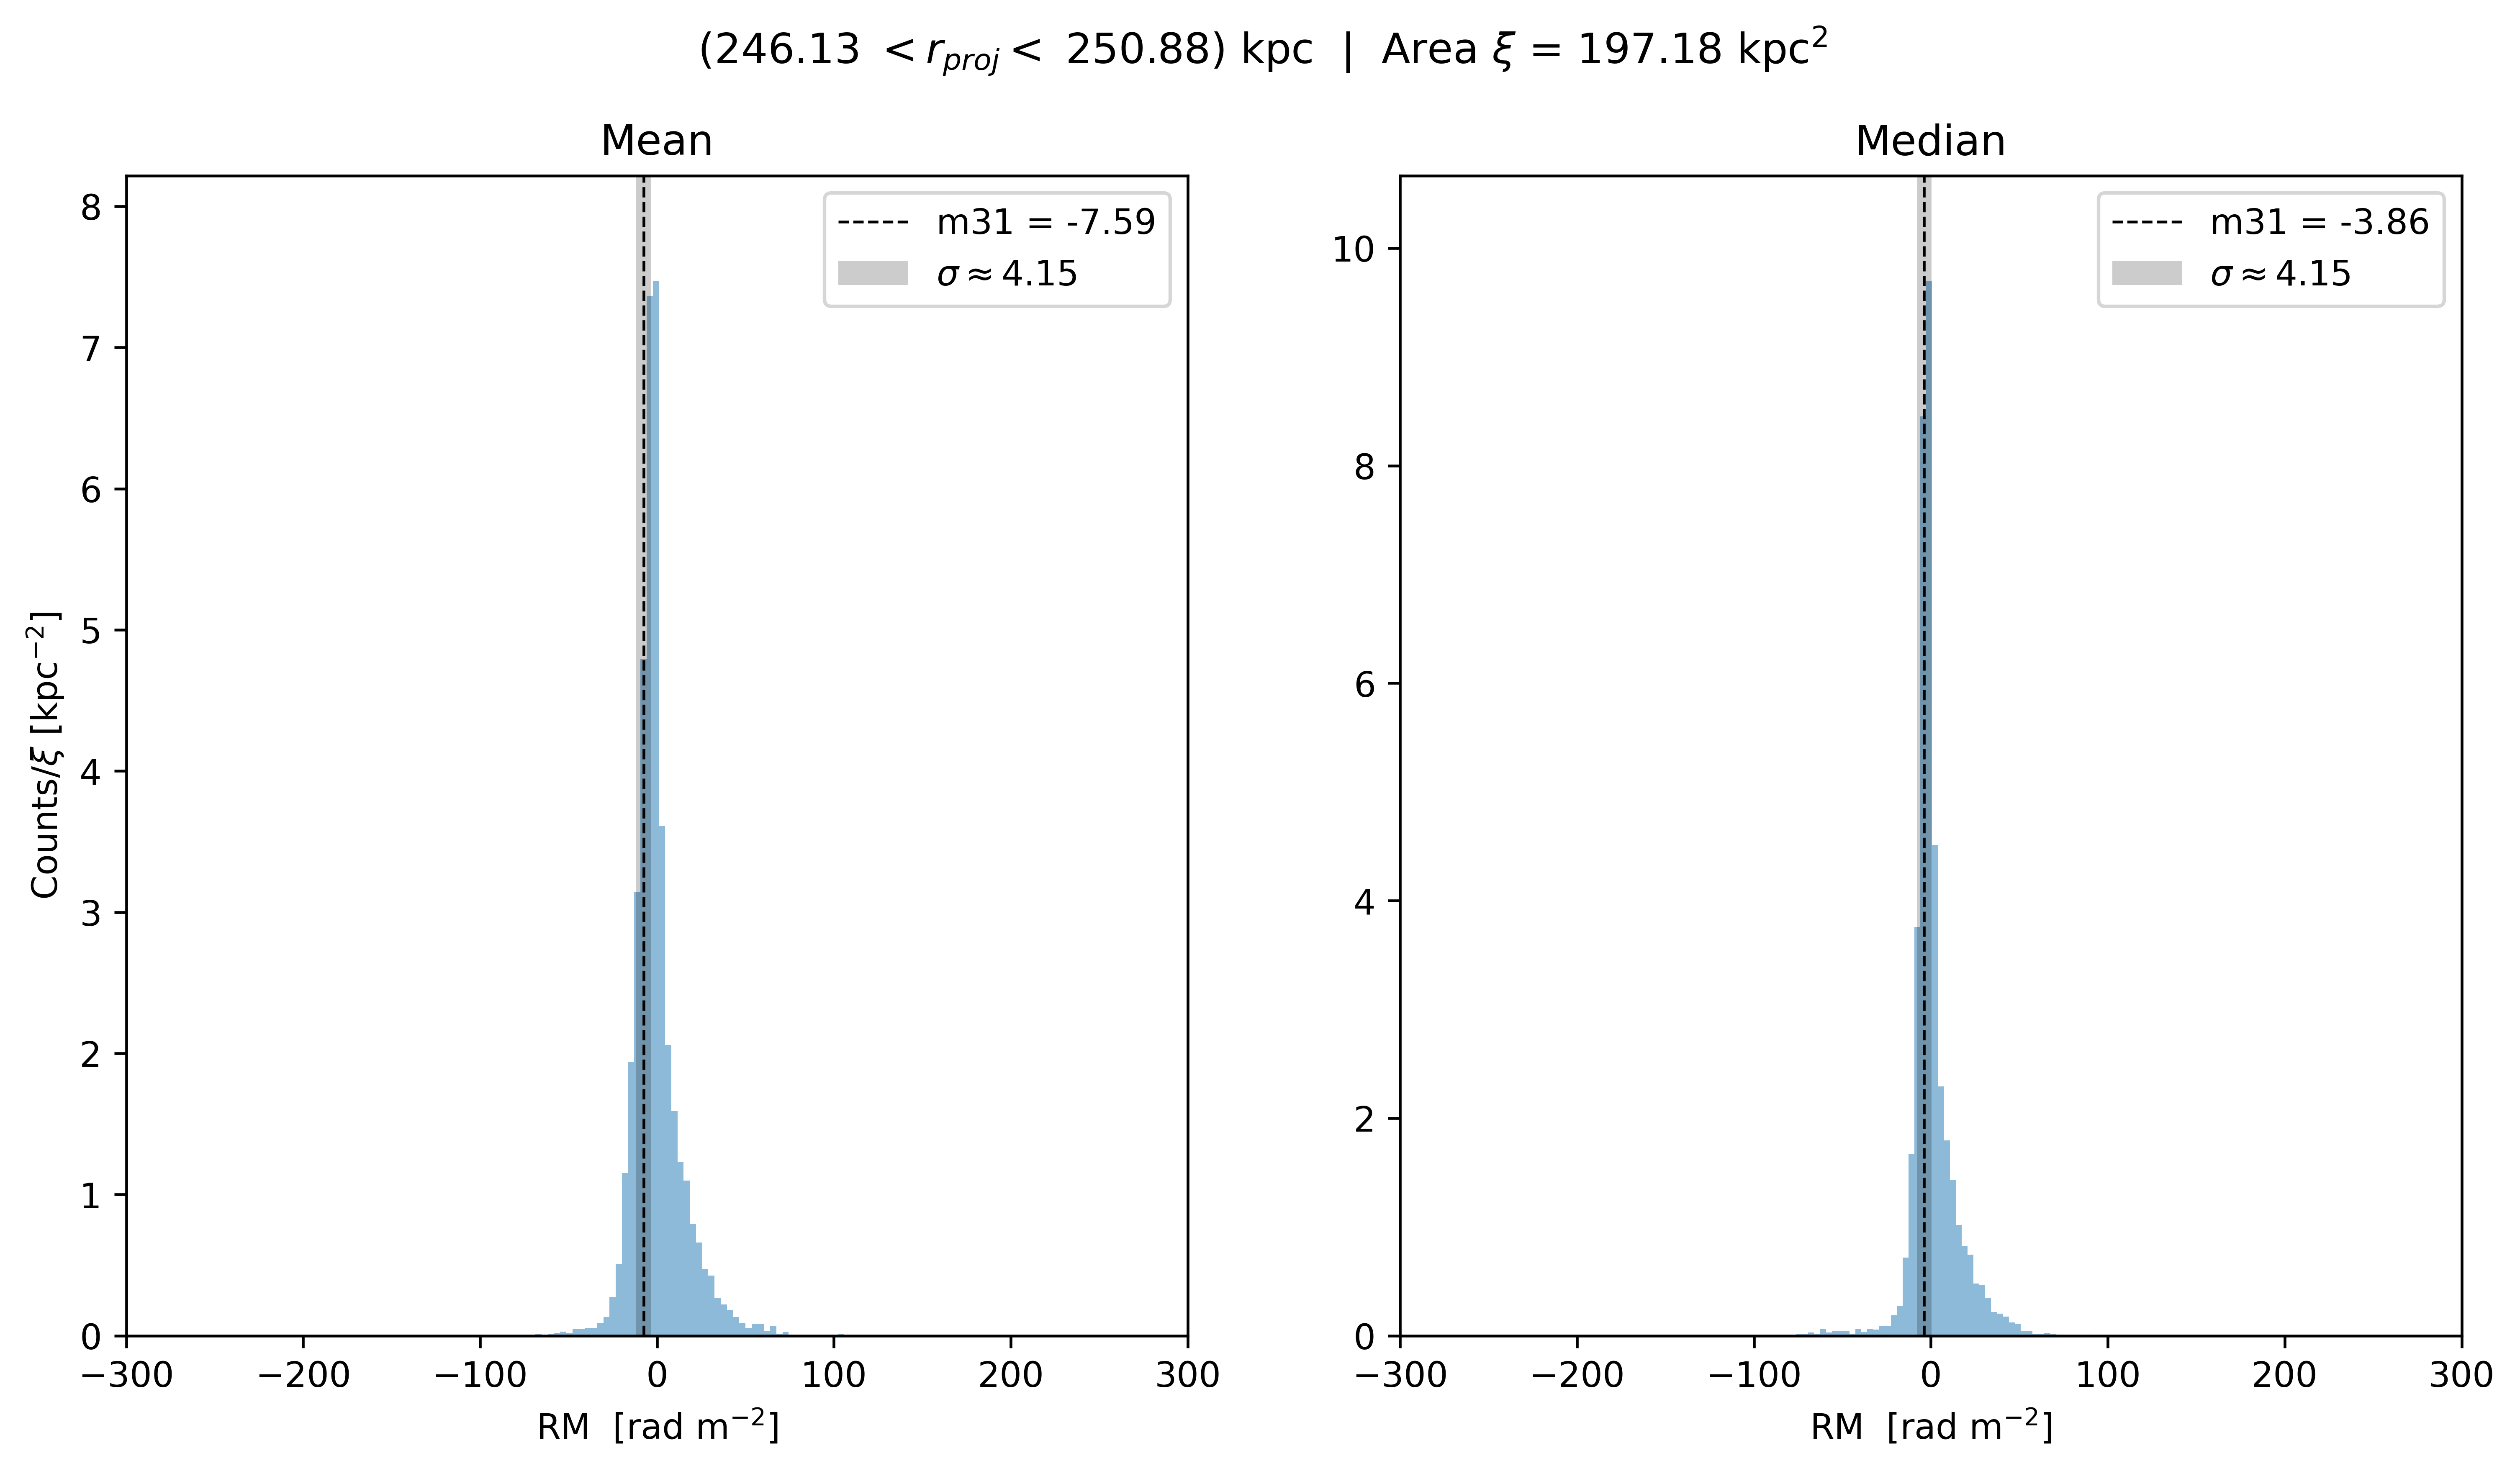 (246.13 < r_proj < 250.88) kpc | Area ξ = 197.18 kpc²
Mean
m31 = -7.59
σ ≈ 4.15
8
7
6
5
4
3
2
1
0
Counts/ξ [kpc⁻²]
−300 −200 −100 0 100 200 300
RM [rad m⁻²]
Median
m31 = -3.86
σ ≈ 4.15
10
8
6
4
2
0
−300 −200 −100 0 100 200 300
RM [rad m⁻²]